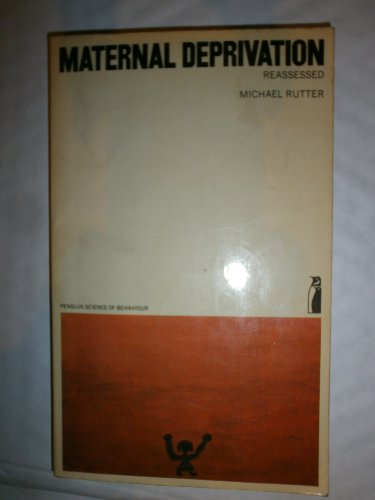 MATERNAL DEPRIVATION
REASSESSED
MICHAEL RUTTER
PENGUIN SCIENCE OF BEHAVIOUR